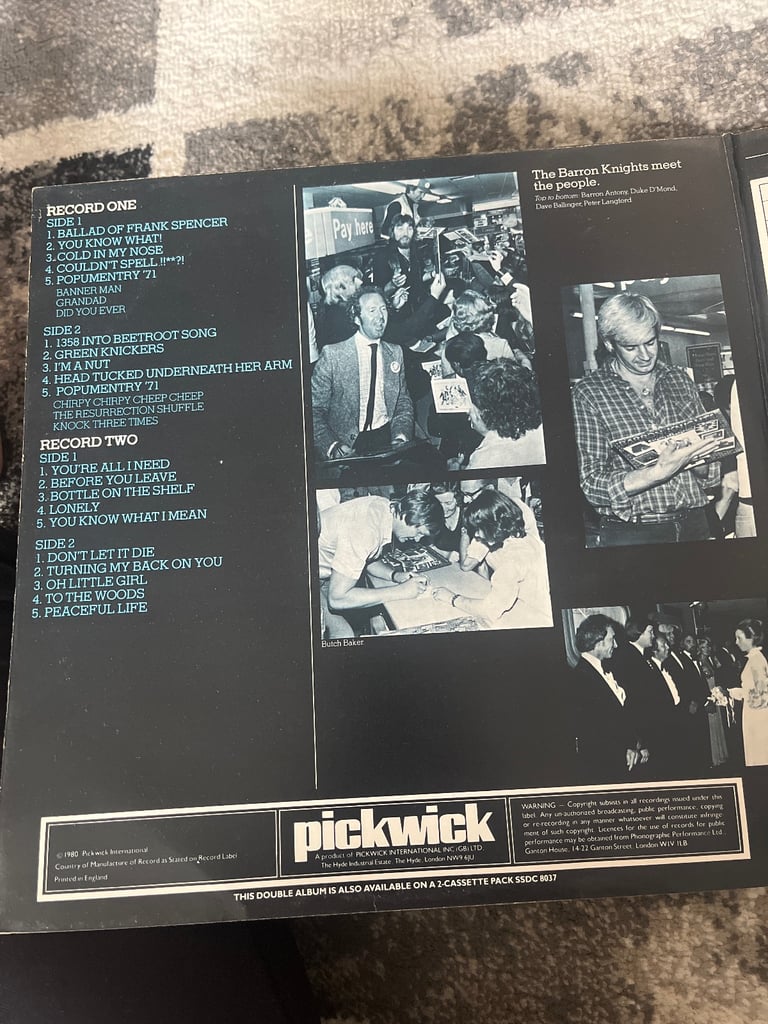 RECORD ONE
SIDE 1
1. BALLAD OF FRANK SPENCER
2. YOU KNOW WHAT!
3. COLD IN MY NOSE
4. COULDN'T SPELL !!**?!
5. POPUMENTRY '71
BANNER MAN
GRANDAD
DID YOU EVER
SIDE 2
1. 1358 INTO BEETROOT SONG
2. GREEN KNICKERS
3. I'M A NUT
4. HEAD TUCKED UNDERNEATH HER ARM
5. POPUMENTRY '71
CHIRPY CHIRPY CHEEP CHEEP
THE RESURRECTION SHUFFLE
KNOCK THREE TIMES
RECORD TWO
SIDE 1
1. YOU'RE ALL I NEED
2. BEFORE YOU LEAVE
3. BOTTLE ON THE SHELF
4. LONELY
5. YOU KNOW WHAT I MEAN
SIDE 2
1. DON'T LET IT DIE
2. TURNING MY BACK ON YOU
3. OH LITTLE GIRL
4. TO THE WOODS
5. PEACEFUL LIFE
Pay here
The Barron Knights meet
the people.
Top to bottom: Barron Antony, Duke D'Mond,
Dave Ballinger, Peter Langford
Butch Baker
©1980 Pickwick International
Country of Manufacture of Record as Stated on Record Label
Printed in England
pickwick
A product of PICKWICK INTERNATIONAL INC (GB) LTD
The Hyde Industrial Estate, The Hyde, London NW9 6JU
WARNING — Copyright subsists in all recordings issued under this
label. Any un-authorised broadcasting, public performance, copying
or re-recording in any manner whatsoever will constitute infringe-
ment of such copyright. Licences for the use of records for public
performance may be obtained from Phonographic Performance Ltd.,
Ganton House, 14-22 Ganton Street, London W1V 1LB
THIS DOUBLE ALBUM IS ALSO AVAILABLE ON A 2-CASSETTE PACK SSDC 8037